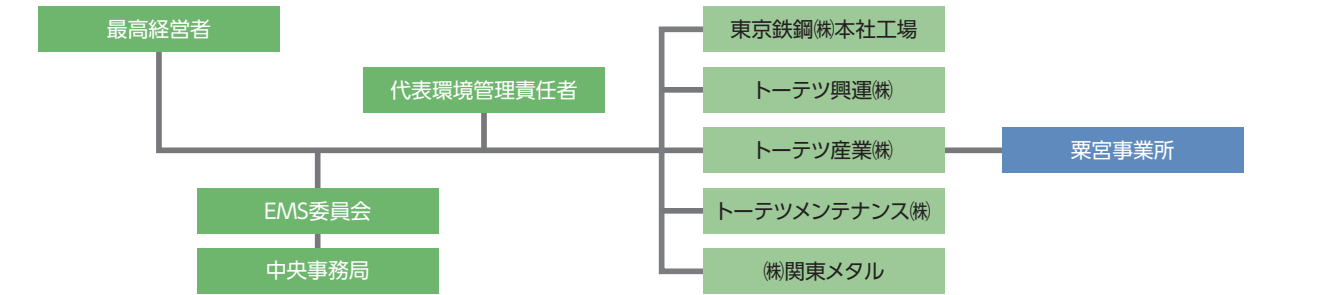 最高経営者
代表環境管理責任者
EMS委員会
中央事務局
東京鉄鋼㈱本社工場
トーテツ興運㈱
トーテツ産業㈱
粟宮事業所
トーテツメンテナンス㈱
㈱関東メタル